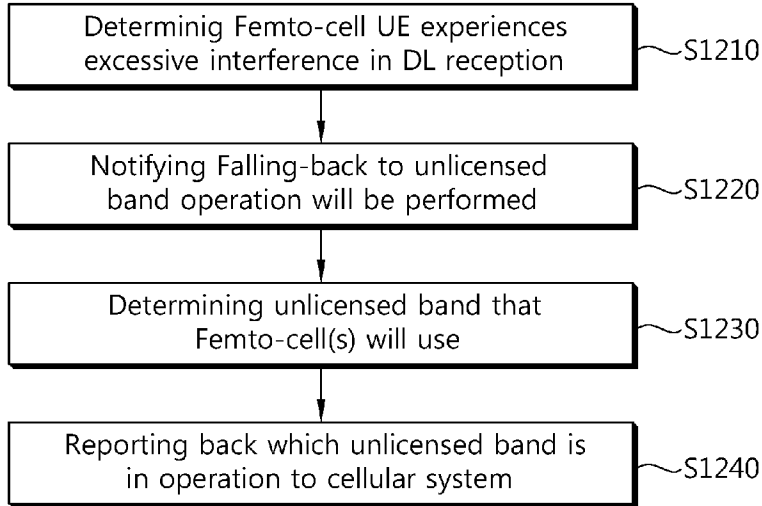 Determinig Femto-cell UE experiences
excessive interference in DL reception
S1210
Notifying Falling-back to unlicensed
band operation will be performed
S1220
Determining unlicensed band that
Femto-cell(s) will use
S1230
Reporting back which unlicensed band is
in operation to cellular system
S1240